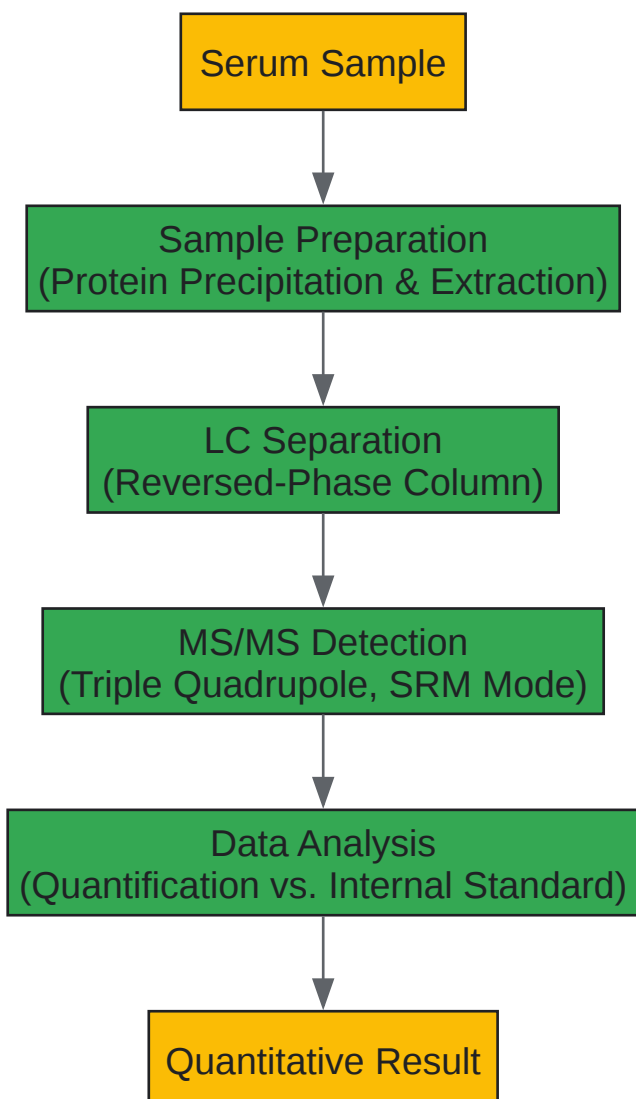 Serum Sample
Sample Preparation
(Protein Precipitation & Extraction)
LC Separation
(Reversed-Phase Column)
MS/MS Detection
(Triple Quadrupole, SRM Mode)
Data Analysis
(Quantification vs. Internal Standard)
Quantitative Result